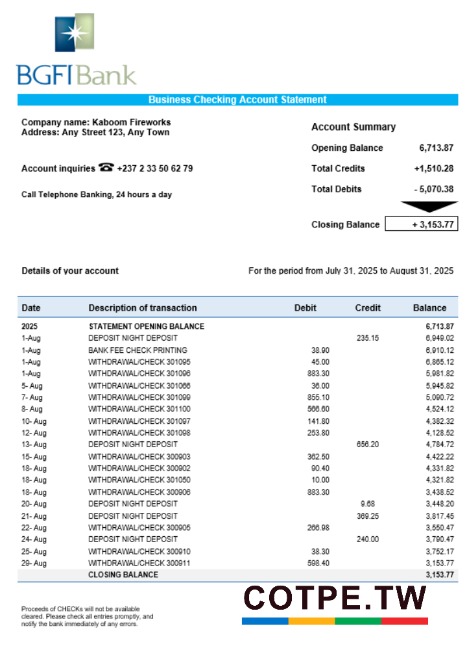 BGFIBank
Business Checking Account Statement
Company name: Kaboom Fireworks
Address: Any Street 123, Any Town
Account inquiries ☎ +237 2 33 50 62 79
Call Telephone Banking, 24 hours a day
Account Summary
Opening Balance 6,713.87
Total Credits +1,510.28
Total Debits - 5,070.38
Closing Balance + 3,153.77
Details of your account For the period from July 31, 2025 to August 31, 2025
Date Description of transaction Debit Credit Balance
2025 STATEMENT OPENING BALANCE 6,713.87
1-Aug DEPOSIT NIGHT DEPOSIT 235.15 6,949.02
1-Aug BANK FEE CHECK PRINTING 38.90 6,910.12
1-Aug WITHDRAWAL/CHECK 301095 45.00 6,865.12
1-Aug WITHDRAWAL/CHECK 301096 883.30 5,981.82
5- Aug WITHDRAWAL/CHECK 301066 36.00 5,945.82
7- Aug WITHDRAWAL/CHECK 301099 855.10 5,090.72
8- Aug WITHDRAWAL/CHECK 301100 566.60 4,524.12
10- Aug WITHDRAWAL/CHECK 301097 141.80 4,382.32
12- Aug WITHDRAWAL/CHECK 301098 253.80 4,128.52
13- Aug DEPOSIT NIGHT DEPOSIT 656.20 4,784.72
15- Aug WITHDRAWAL/CHECK 300903 362.50 4,422.22
18- Aug WITHDRAWAL/CHECK 300902 90.40 4,331.82
18- Aug WITHDRAWAL/CHECK 301050 10.00 4,321.82
18- Aug WITHDRAWAL/CHECK 300906 883.30 3,438.52
20- Aug DEPOSIT NIGHT DEPOSIT 9.68 3,448.20
21- Aug DEPOSIT NIGHT DEPOSIT 369.25 3,817.45
22- Aug WITHDRAWAL/CHECK 300905 266.98 3,550.47
24- Aug DEPOSIT NIGHT DEPOSIT 240.00 3,790.47
25- Aug WITHDRAWAL/CHECK 300910 38.30 3,752.17
29- Aug WITHDRAWAL/CHECK 300911 598.40 3,153.77
CLOSING BALANCE 3,153.77
Proceeds of CHECKs will not be available
cleared. Please check all entries promptly, and
notify the bank immediately of any errors.
COTPE.TW